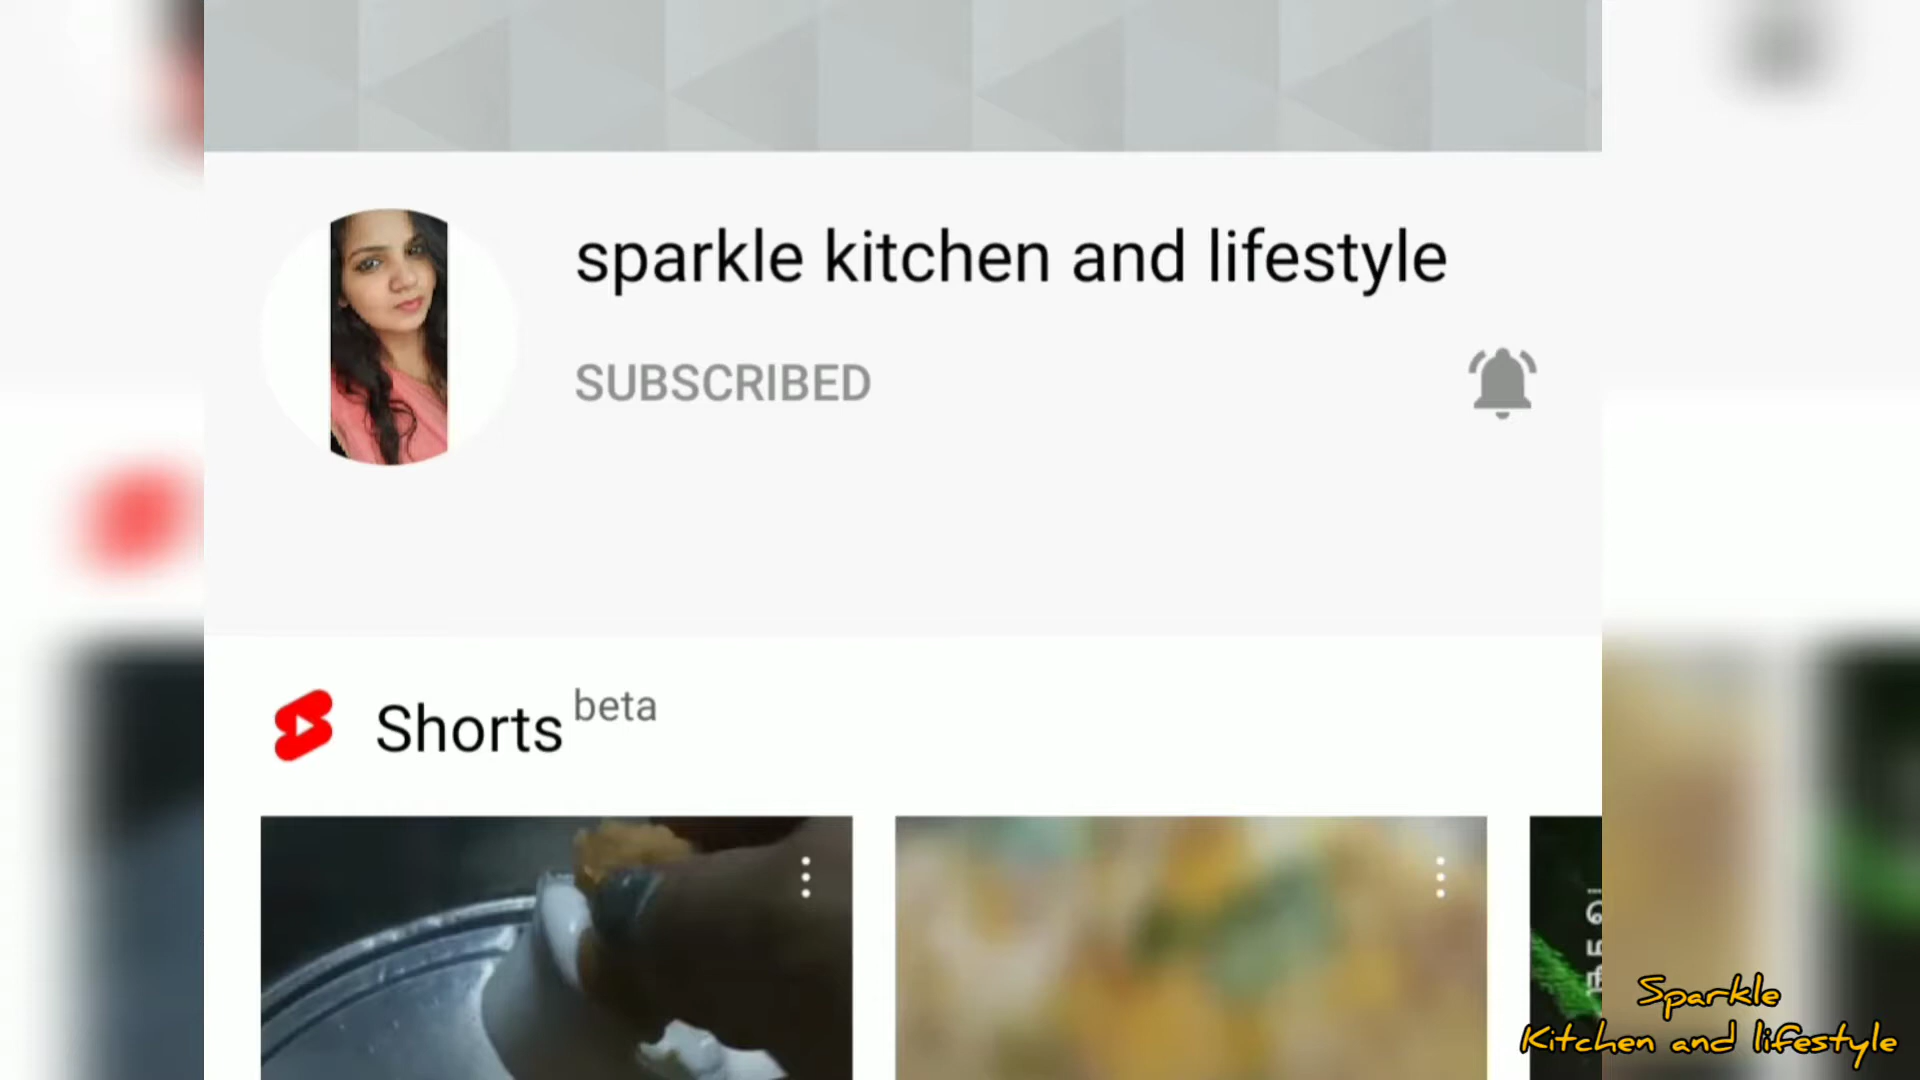 sparkle kitchen and lifestyle
SUBSCRIBED
Shorts beta
Sparkle
Kitchen and lifestyle